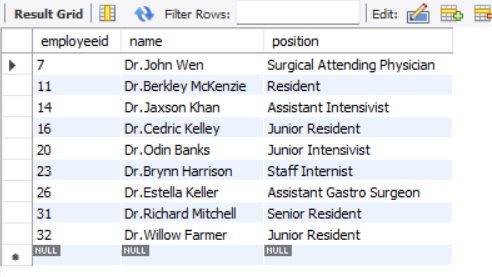 Result Grid Filter Rows: Edit:
employeeid name position
7 Dr.John Wen Surgical Attending Physician
11 Dr.Berkley McKenzie Resident
14 Dr.Jaxson Khan Assistant Intensivist
16 Dr.Cedric Kelley Junior Resident
20 Dr.Odin Banks Junior Intensivist
23 Dr.Brynn Harrison Staff Internist
26 Dr.Estella Keller Assistant Gastro Surgeon
31 Dr.Richard Mitchell Senior Resident
32 Dr.Willow Farmer Junior Resident
NULL NULL NULL